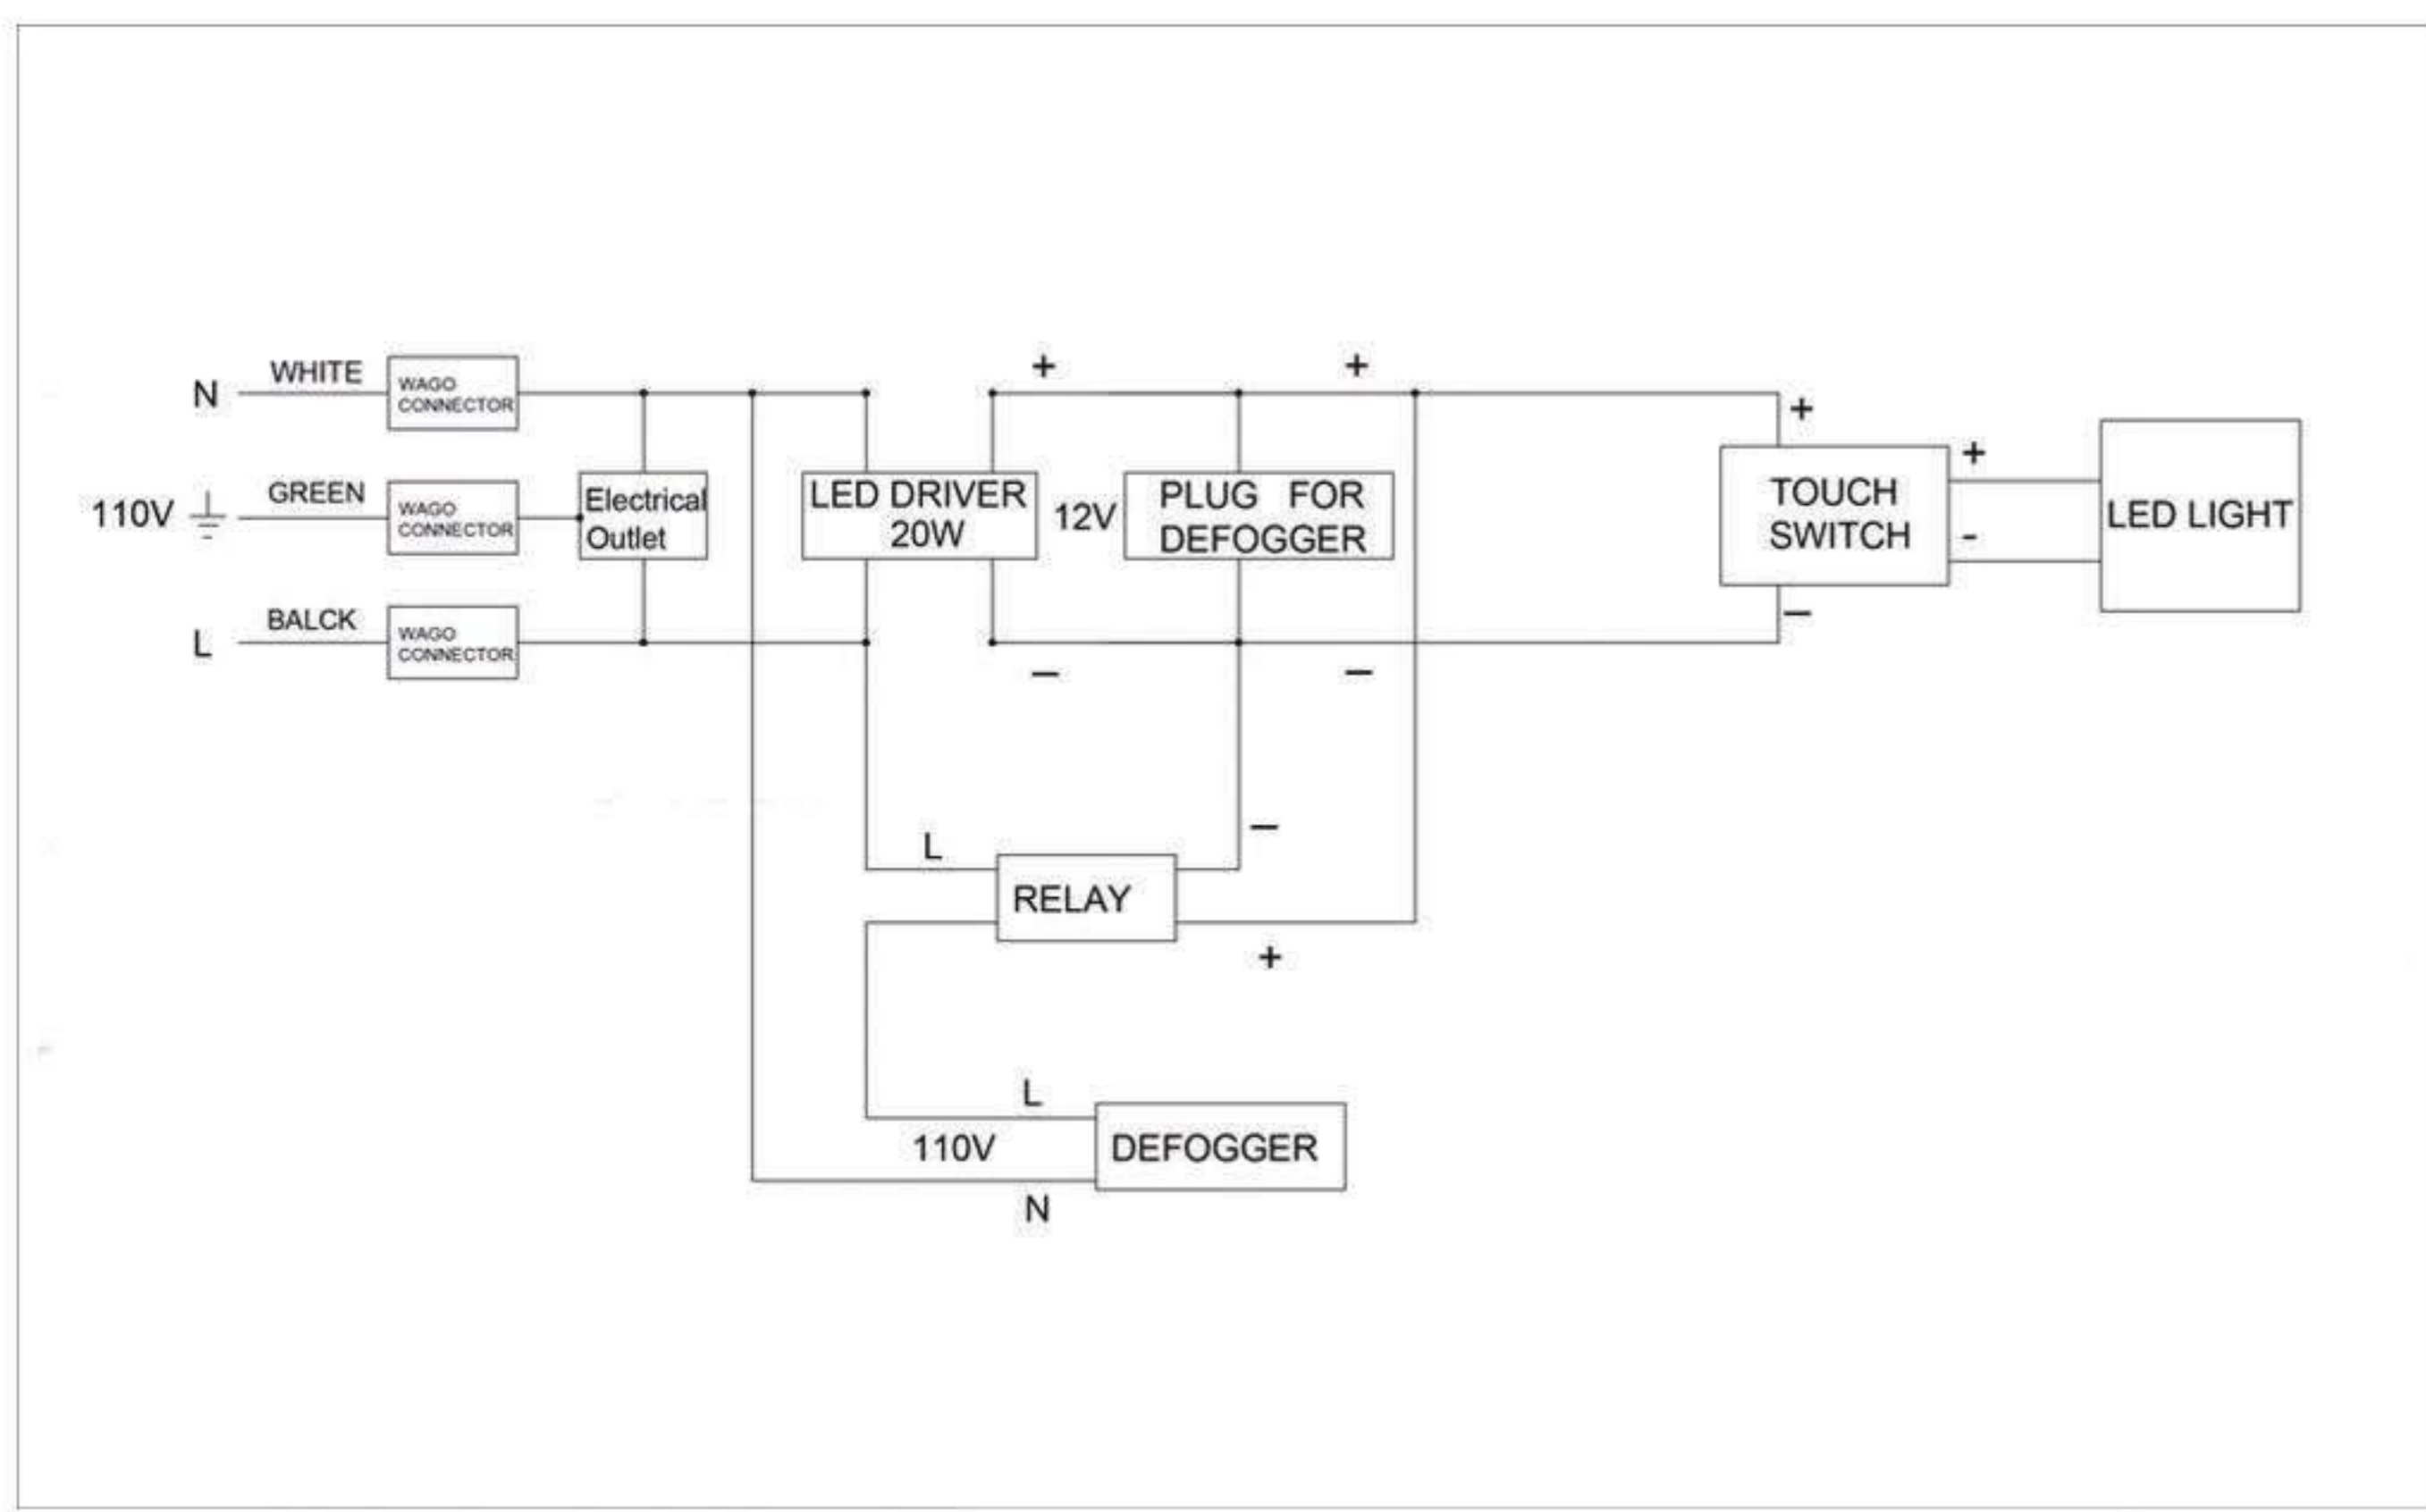 N
WHITE
WAGO
CONNECTOR
110V
GREEN
WAGO
CONNECTOR
L
BALCK
WAGO
CONNECTOR
Electrical
Outlet
LED DRIVER
20W
+
−
12V
PLUG FOR
DEFOGGER
+
−
+
−
TOUCH
SWITCH
+
-
LED LIGHT
L
RELAY
−
+
L
110V
N
DEFOGGER